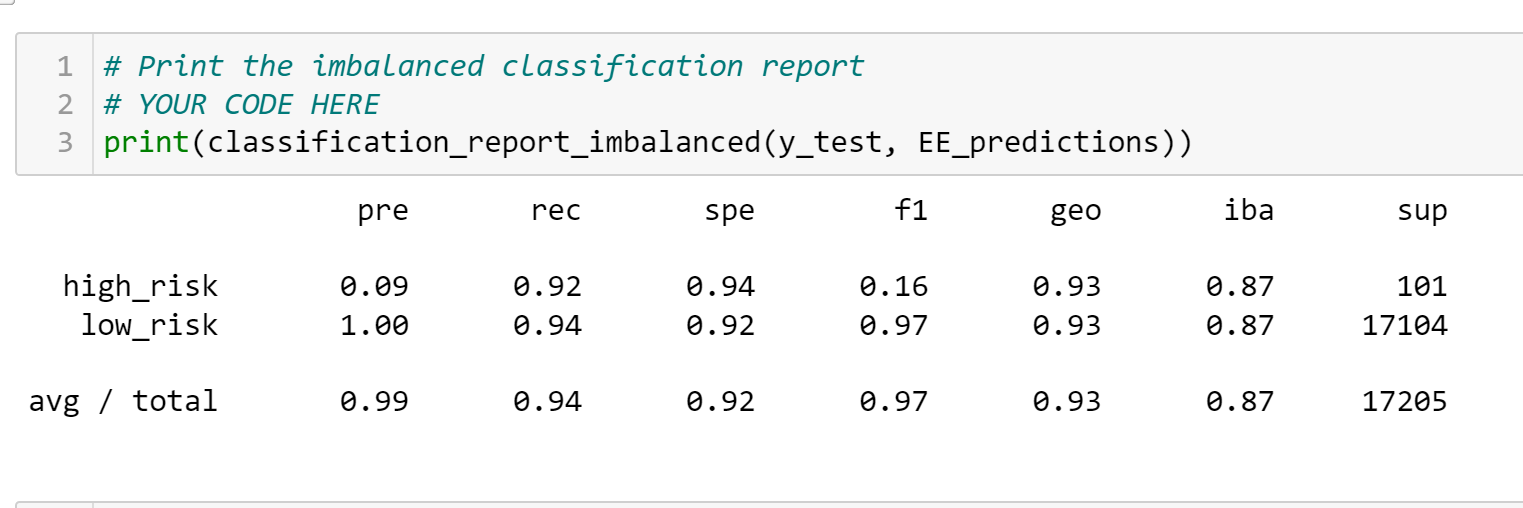 1 # Print the imbalanced classification report
2 # YOUR CODE HERE
3 print(classification_report_imbalanced(y_test, EE_predictions))
pre rec spe f1 geo iba sup
high_risk 0.09 0.92 0.94 0.16 0.93 0.87 101
low_risk 1.00 0.94 0.92 0.97 0.93 0.87 17104
avg / total 0.99 0.94 0.92 0.97 0.93 0.87 17205